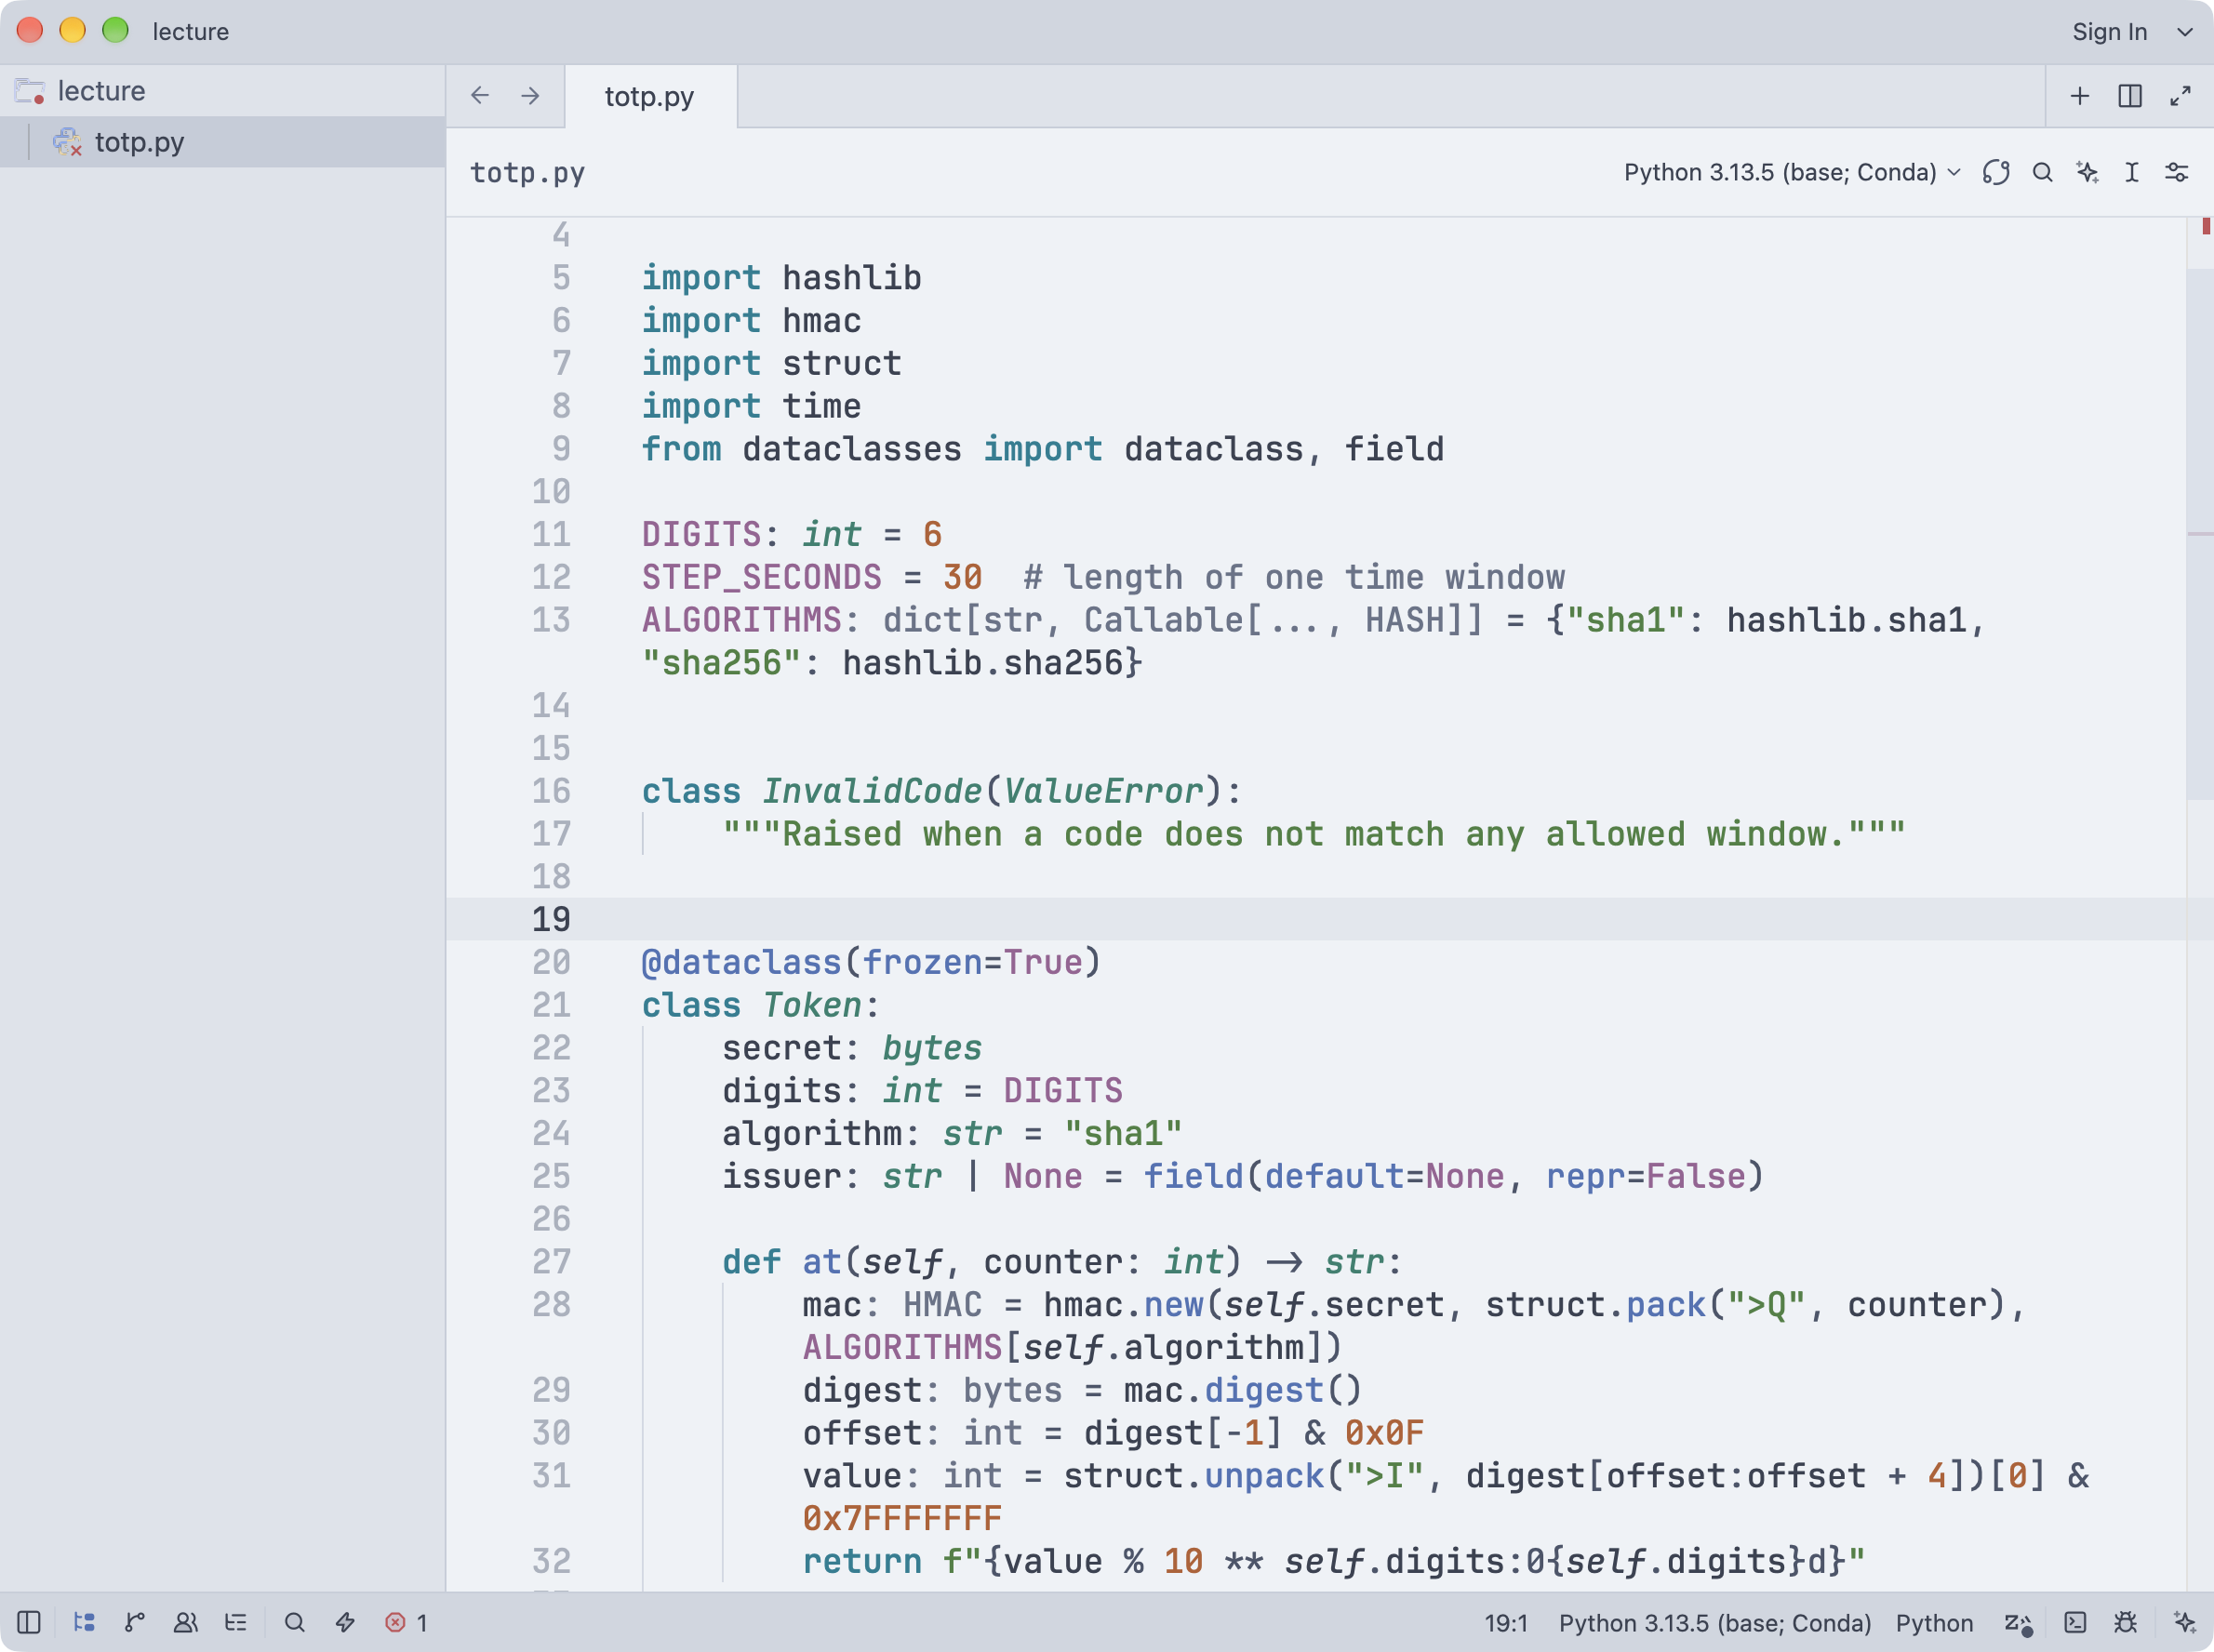 lecture
Sign In
lecture
totp.py
totp.py
totp.py
Python 3.13.5 (base; Conda)
4
5 import hashlib
6 import hmac
7 import struct
8 import time
9 from dataclasses import dataclass, field
10
11 DIGITS: int = 6
12 STEP_SECONDS = 30  # length of one time window
13 ALGORITHMS: dict[str, Callable[..., HASH]] = {"sha1": hashlib.sha1,
"sha256": hashlib.sha256}
14
15
16 class InvalidCode(ValueError):
17     """Raised when a code does not match any allowed window."""
18
19
20 @dataclass(frozen=True)
21 class Token:
22     secret: bytes
23     digits: int = DIGITS
24     algorithm: str = "sha1"
25     issuer: str | None = field(default=None, repr=False)
26
27     def at(self, counter: int) -> str:
28         mac: HMAC = hmac.new(self.secret, struct.pack(">Q", counter),
ALGORITHMS[self.algorithm])
29         digest: bytes = mac.digest()
30         offset: int = digest[-1] & 0x0F
31         value: int = struct.unpack(">I", digest[offset:offset + 4])[0] &
0x7FFFFFFF
32         return f"{value % 10 ** self.digits:0{self.digits}d}"
1
19:1
Python 3.13.5 (base; Conda)
Python